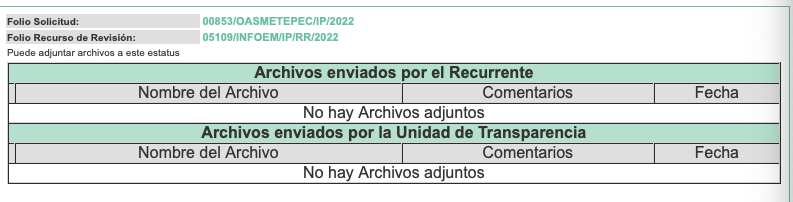 Folio Solicitud: 00853/OASMETEPEC/IP/2022
Folio Recurso de Revisión: 05109/INFOEM/IP/RR/2022
Puede adjuntar archivos a este estatus
Archivos enviados por el Recurrente
Nombre del Archivo Comentarios Fecha
No hay Archivos adjuntos
Archivos enviados por la Unidad de Transparencia
Nombre del Archivo Comentarios Fecha
No hay Archivos adjuntos